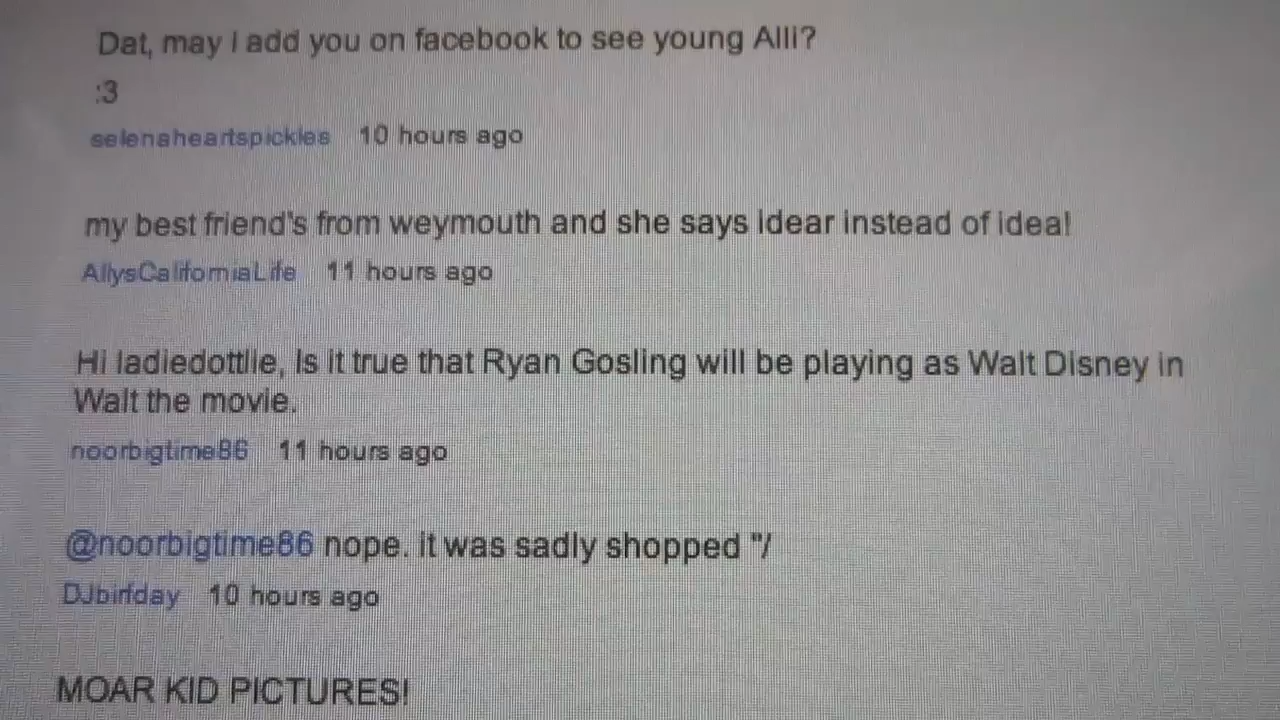 Dat, may i add you on facebook to see young Alli?
:3
selenaheartspickles 10 hours ago
my best friend's from weymouth and she says idear instead of idea!
AllysCaliforniaLife 11 hours ago
Hi ladiedottiie, Is it true that Ryan Gosling will be playing as Walt Disney in
Walt the movie.
noorbigtime86 11 hours ago
@noorbigtime86 nope. it was sadly shopped "/
DJbirfday 10 hours ago
MOAR KID PICTURES!